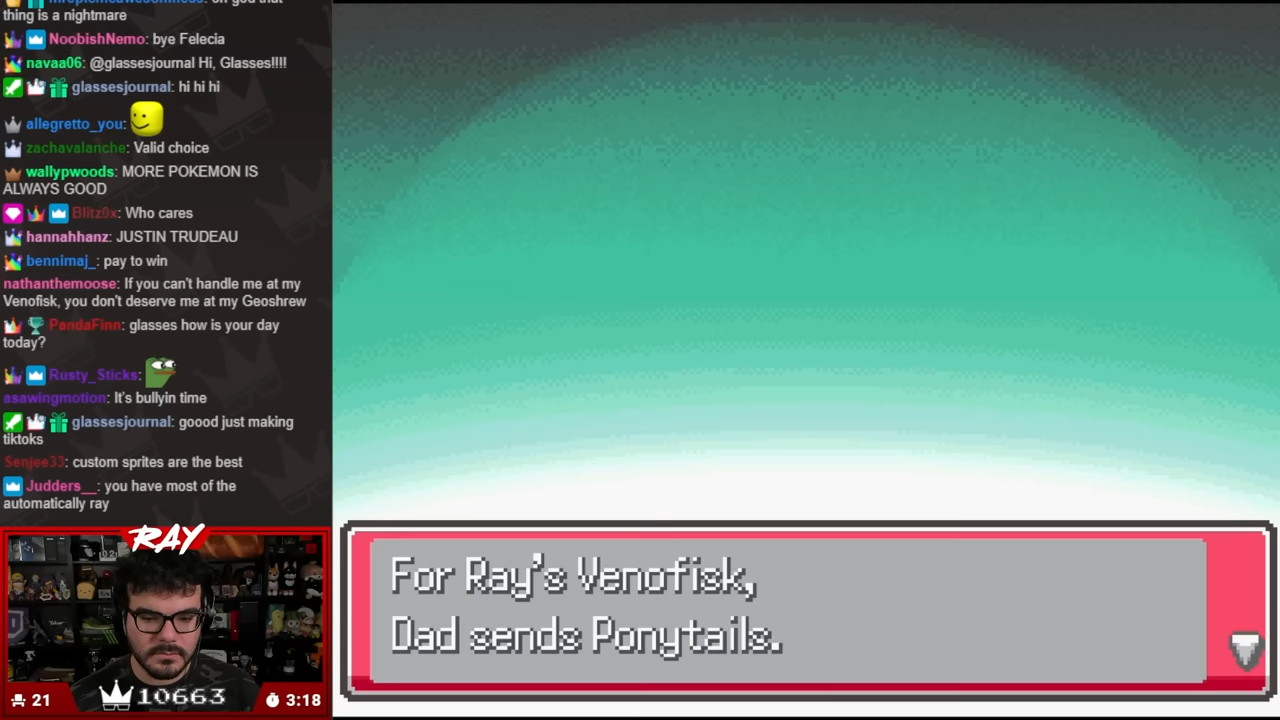 thing is a nightmare
NoobishNemo: bye Felecia
navaa06: @glassesjournal Hi, Glasses!!!!
glassesjournal: hi hi hi
allegretto_you:
zachavalanche: Valid choice
wallypwoods: MORE POKEMON IS
ALWAYS GOOD
Blitz0x: Who cares
hannahhanz: JUSTIN TRUDEAU
bennimaj_: pay to win
nathanthemoose: If you can't handle me at my
Venofisk, you don't deserve me at my Geoshrew
PandaFinn: glasses how is your day
today?
Rusty_Sticks:
asawingmotion: It's bullyin time
glassesjournal: goood just making
tiktoks
Senjee33: custom sprites are the best
Judders__: you have most of the
automatically ray
RAY
21
10663
3:18
For Ray's Venofisk,
Dad sends Ponytails.